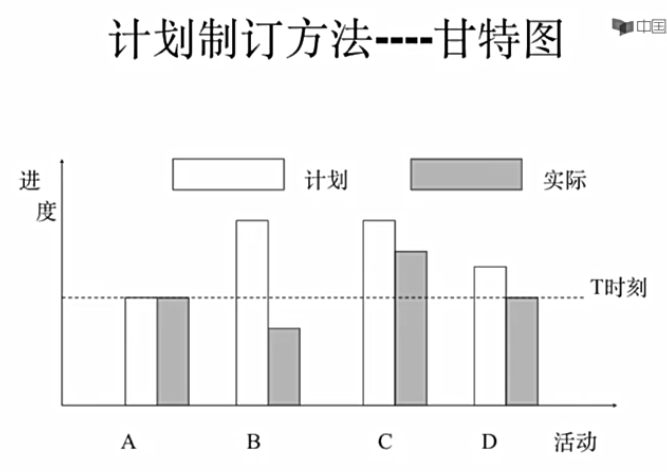 计划制订方法----甘特图
中国
进
度
计划
实际
T时刻
A
B
C
D
活动